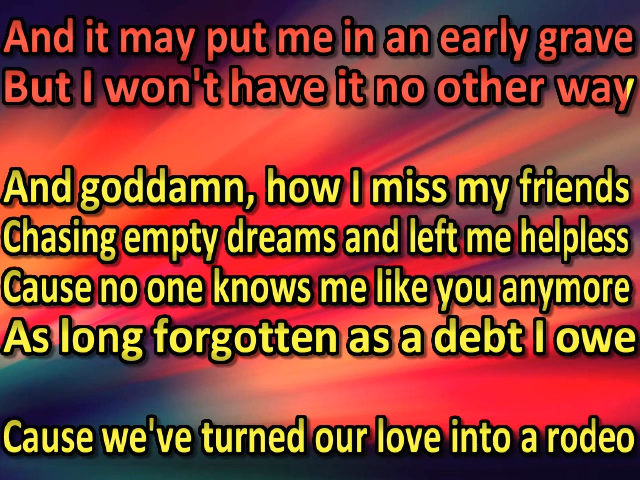 And it may put me in an early grave
But I won't have it no other way
And goddamn, how I miss my friends
Chasing empty dreams and left me helpless
Cause no one knows me like you anymore
As long forgotten as a debt I owe
Cause we've turned our love into a rodeo